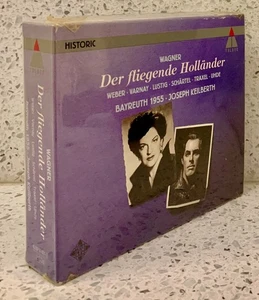 HISTORIC
TELDEC
WAGNER
Der fliegende Holländer
WEBER · VARNAY · LUSTIG · SCHÄRTEL · TRAXEL · UHDE
BAYREUTH 1955 · JOSEPH KEILBERTH
WAGNER
Der fliegende Holländer